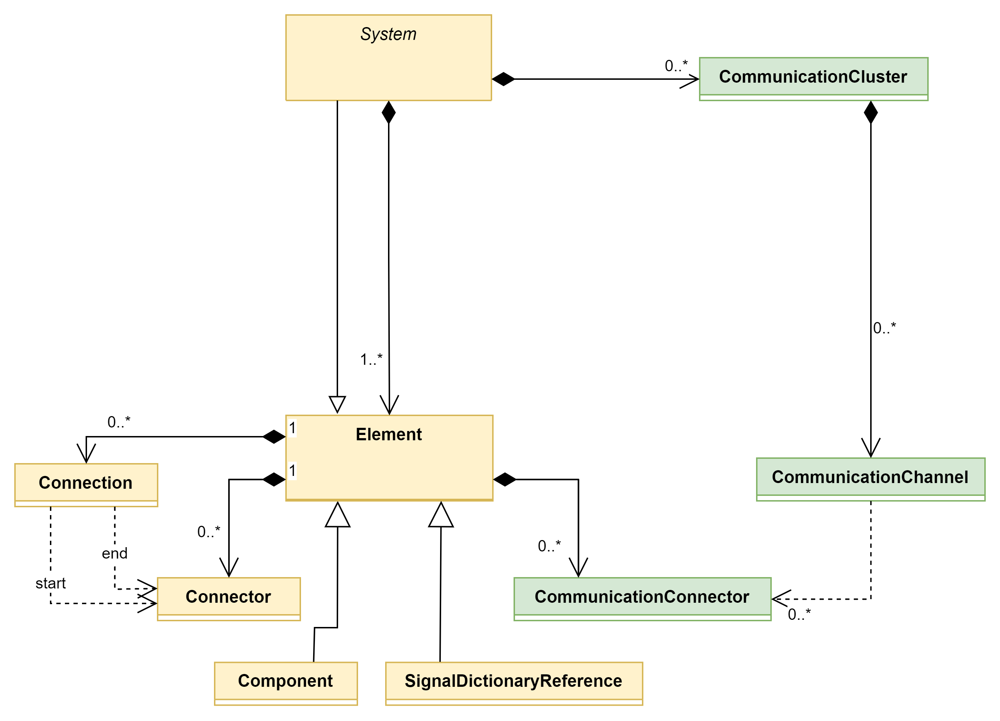 System
0..*
CommunicationCluster
0..*
1..*
0..*
1
Element
1
Connection
CommunicationChannel
0..*
0..*
end
start
Connector
CommunicationConnector
0..*
Component
SignalDictionaryReference